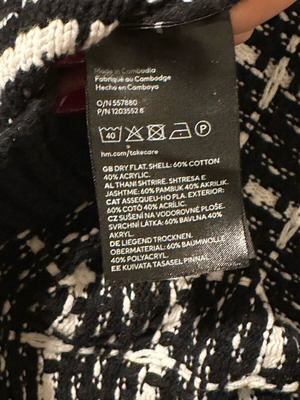 Made in Cambodia
Fabriqué au Cambodge
Hecho en Camboya
O/N 557880
P/N 1203552 8
40
P
hm.com/takecare
GB DRY FLAT. SHELL: 60% COTTON
40% ACRYLIC.
AL THANI SHTRIRE. SHTRESA E
JASHTME: 60% PAMBUK 40% AKRILIK.
CAT ASSEQUEU-HO PLA. EXTERIOR:
60% COTÓ 40% ACRÍLIC.
CZ SUŠENÍ NA VODOROVNÉ PLOŠE.
SVRCHNÍ LÁTKA: 60% BAVLNA 40%
AKRYL.
DE LIEGEND TROCKNEN.
OBERMATERIAL: 60% BAUMWOLLE
40% POLYACRYL.
EE KUIVATA TASASEL PINNAL.